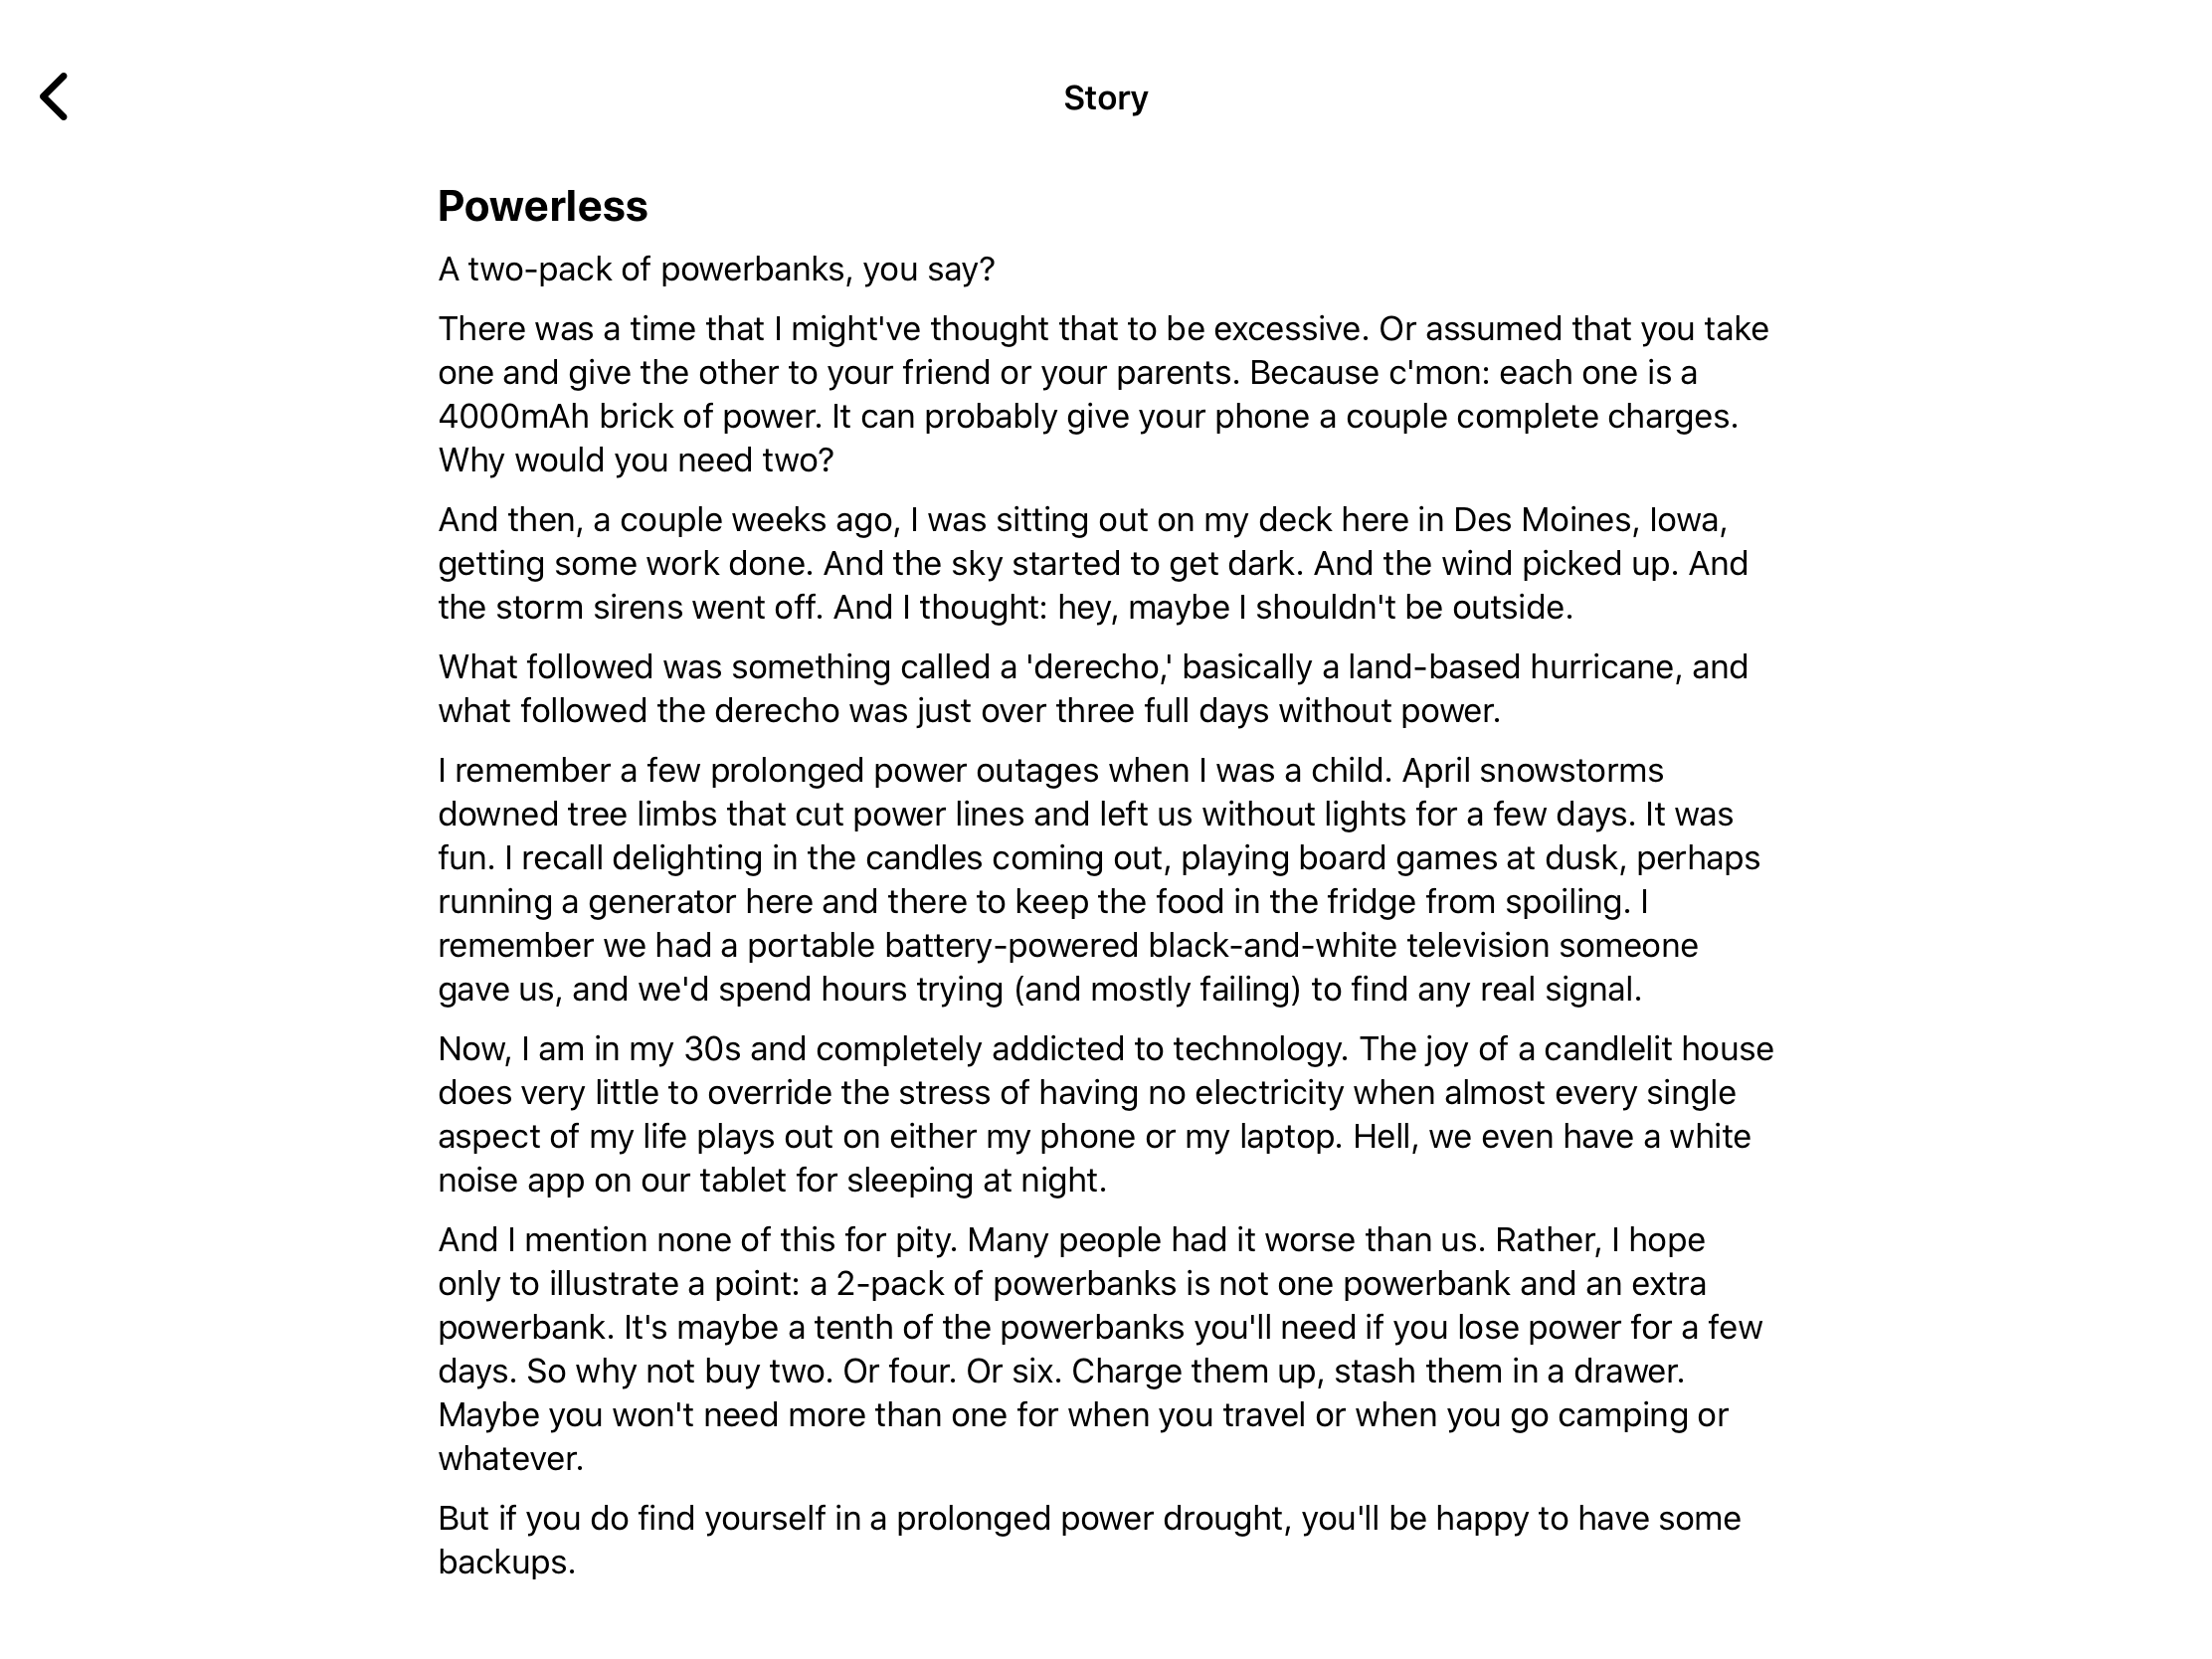 Story
Powerless
A two-pack of powerbanks, you say?
There was a time that I might've thought that to be excessive. Or assumed that you take
one and give the other to your friend or your parents. Because c'mon: each one is a
4000mAh brick of power. It can probably give your phone a couple complete charges.
Why would you need two?
And then, a couple weeks ago, I was sitting out on my deck here in Des Moines, Iowa,
getting some work done. And the sky started to get dark. And the wind picked up. And
the storm sirens went off. And I thought: hey, maybe I shouldn't be outside.
What followed was something called a 'derecho,' basically a land-based hurricane, and
what followed the derecho was just over three full days without power.
I remember a few prolonged power outages when I was a child. April snowstorms
downed tree limbs that cut power lines and left us without lights for a few days. It was
fun. I recall delighting in the candles coming out, playing board games at dusk, perhaps
running a generator here and there to keep the food in the fridge from spoiling. I
remember we had a portable battery-powered black-and-white television someone
gave us, and we'd spend hours trying (and mostly failing) to find any real signal.
Now, I am in my 30s and completely addicted to technology. The joy of a candlelit house
does very little to override the stress of having no electricity when almost every single
aspect of my life plays out on either my phone or my laptop. Hell, we even have a white
noise app on our tablet for sleeping at night.
And I mention none of this for pity. Many people had it worse than us. Rather, I hope
only to illustrate a point: a 2-pack of powerbanks is not one powerbank and an extra
powerbank. It's maybe a tenth of the powerbanks you'll need if you lose power for a few
days. So why not buy two. Or four. Or six. Charge them up, stash them in a drawer.
Maybe you won't need more than one for when you travel or when you go camping or
whatever.
But if you do find yourself in a prolonged power drought, you'll be happy to have some
backups.